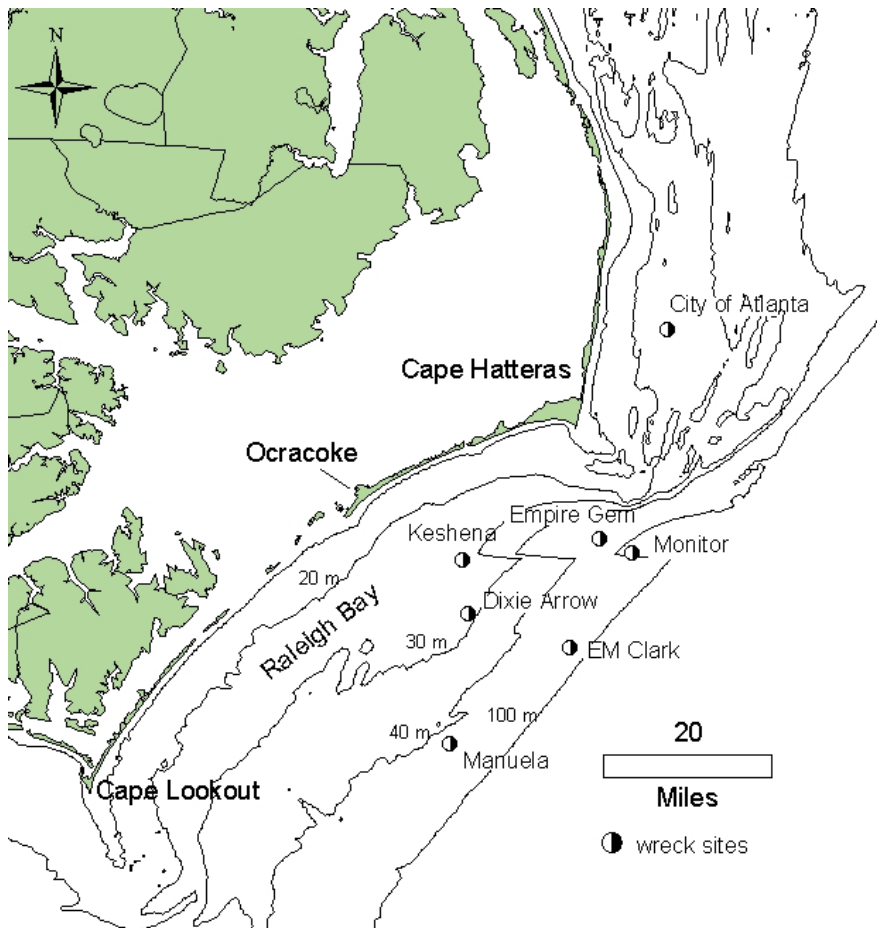 N
City of Atlanta
Cape Hatteras
Ocracoke
Empire Gem
Keshena
Monitor
20 m
Dixie Arrow
Raleigh Bay
30 m
EM Clark
100 m
40 m
20
Manuela
Cape Lookout
Miles
wreck sites